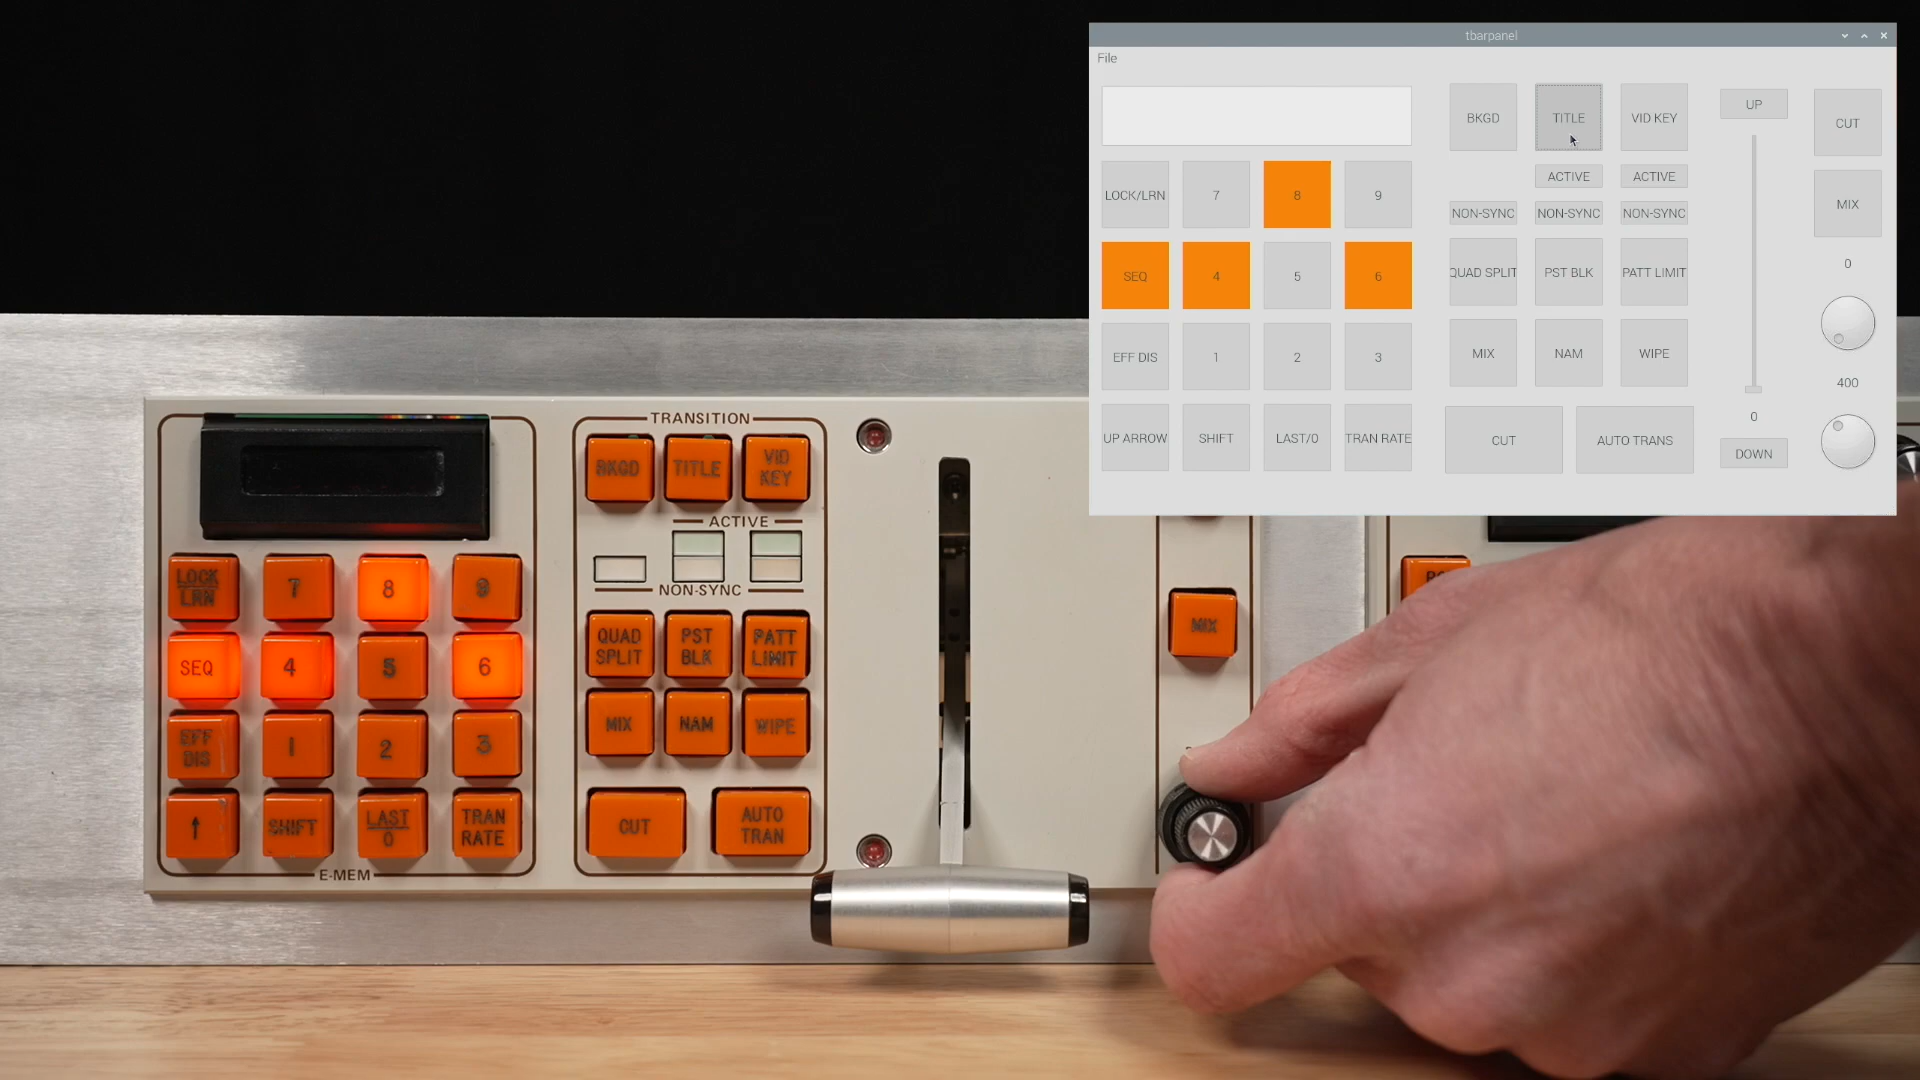 tbarpanel
File
BKGD TITLE VID KEY UP CUT
ACTIVE ACTIVE
LOCK/LRN 7 8 9 NON-SYNC NON-SYNC NON-SYNC MIX
SEQ 4 5 6 QUAD SPLIT PST BLK PATT LIMIT 0
EFF DIS 1 2 3 MIX NAM WIPE 400
0
UP ARROW SHIFT LAST/0 TRAN RATE CUT AUTO TRANS DOWN
TRANSITION
BKGD TITLE VID KEY
ACTIVE
NON-SYNC
LOCK
LRN 7 8 9
SEQ 4 5 6
EFF
DIS 1 2 3
↑ SHIFT LAST
0 TRAN
RATE
E-MEM
QUAD
SPLIT PST
BLK PATT
LIMIT
MIX NAM WIPE
CUT AUTO
TRAN
MIX